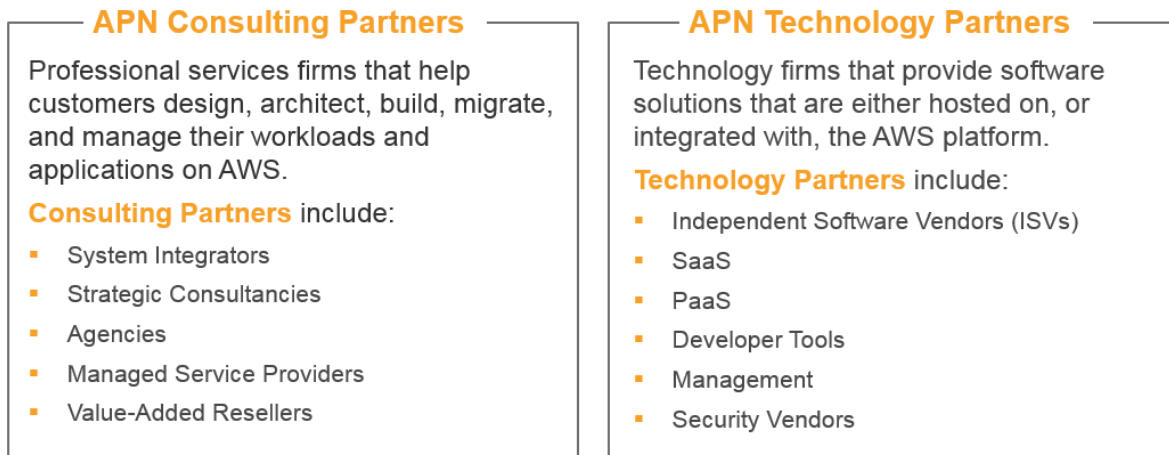 APN Consulting Partners
Professional services firms that help
customers design, architect, build, migrate,
and manage their workloads and
applications on AWS.
Consulting Partners include:
▪ System Integrators
▪ Strategic Consultancies
▪ Agencies
▪ Managed Service Providers
▪ Value-Added Resellers
APN Technology Partners
Technology firms that provide software
solutions that are either hosted on, or
integrated with, the AWS platform.
Technology Partners include:
▪ Independent Software Vendors (ISVs)
▪ SaaS
▪ PaaS
▪ Developer Tools
▪ Management
▪ Security Vendors